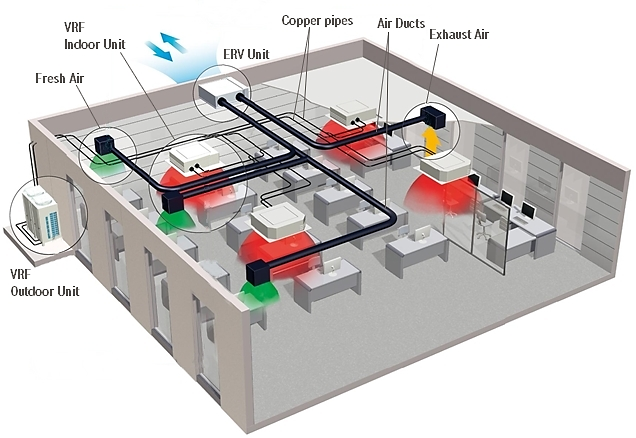 VRF
Indoor Unit
Copper pipes
Air Ducts
Exhaust Air
ERV Unit
Fresh Air
VRF
Outdoor Unit